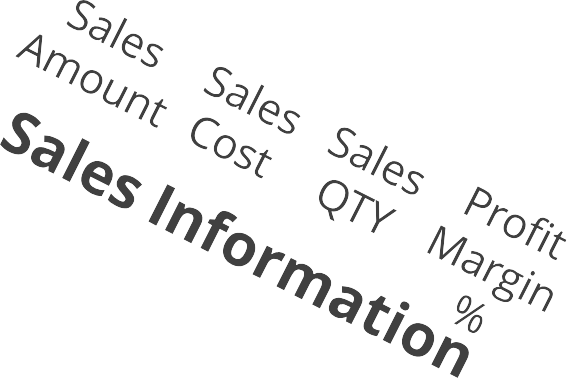 Sales Amount
Sales Cost
Sales QTY
Profit Margin %
Sales Information